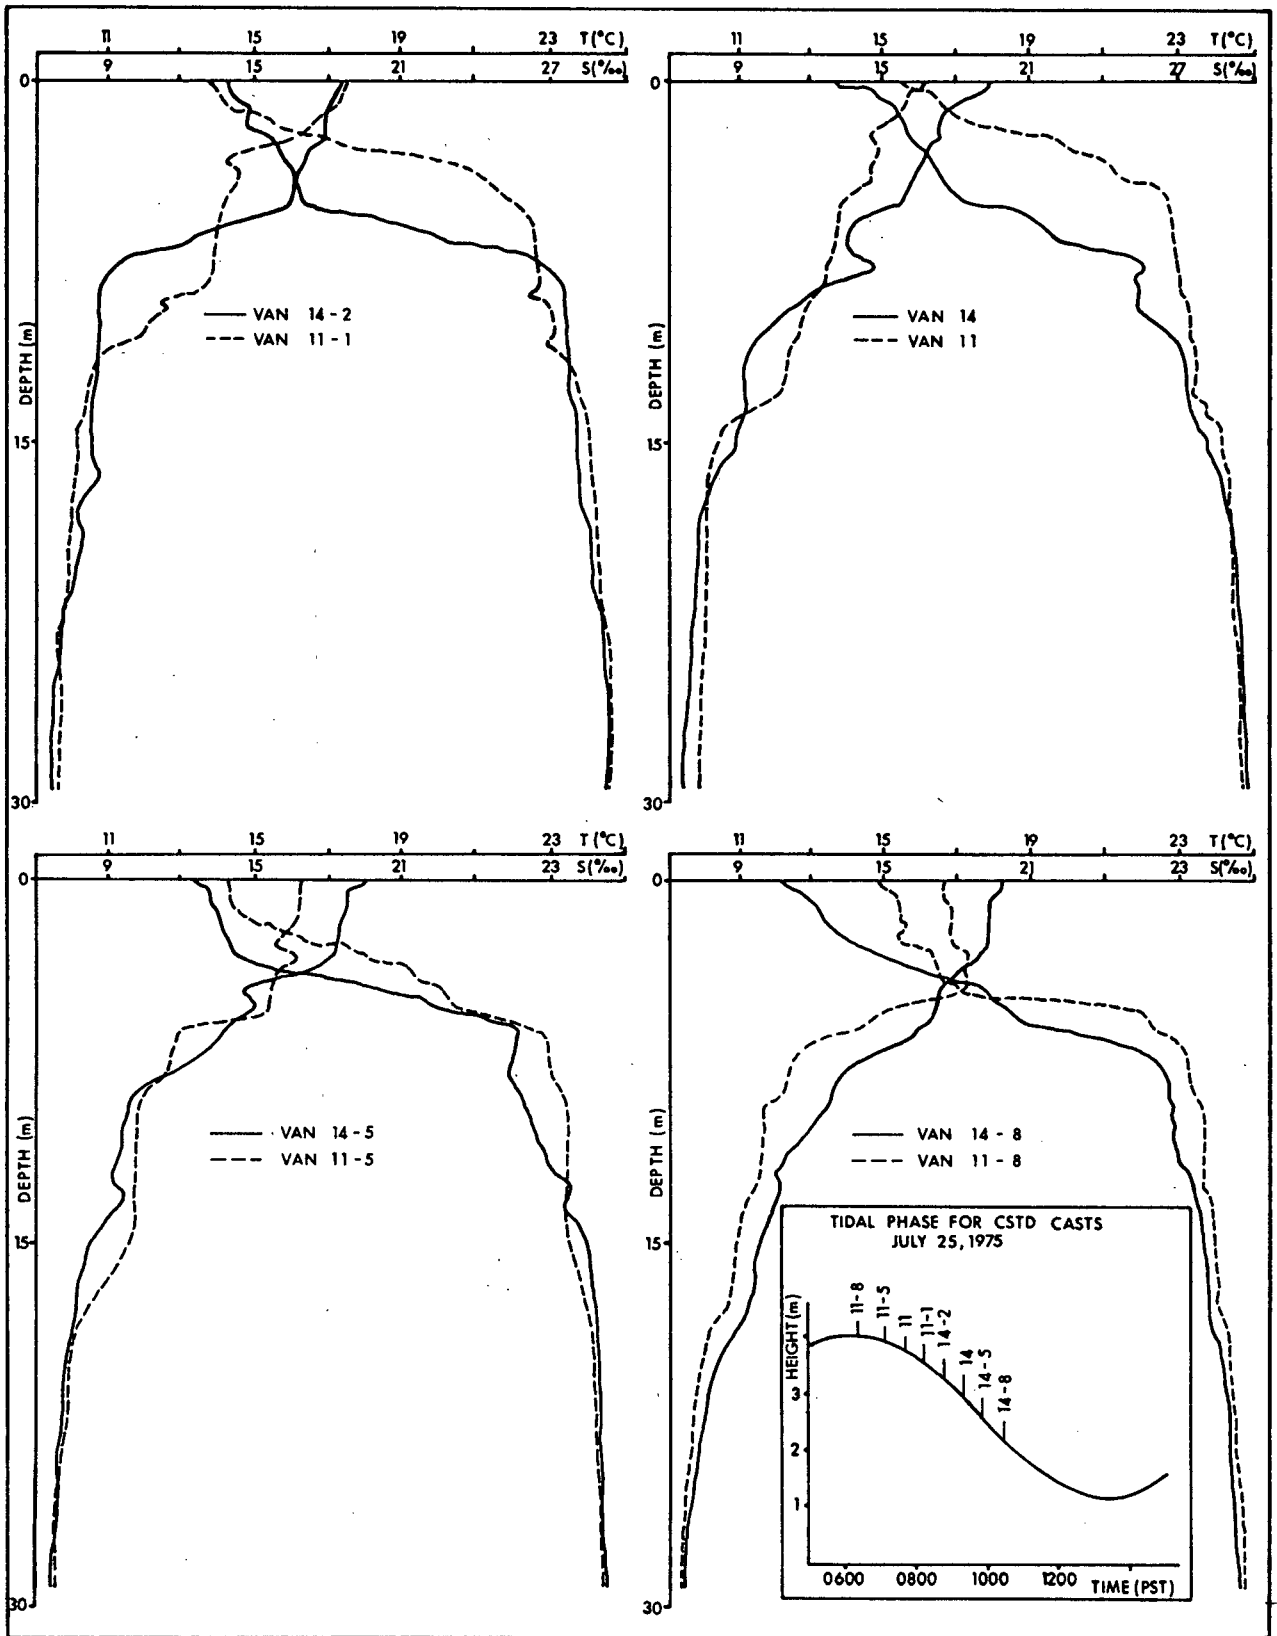 11 15 19 23 T(°C)
9 15 21 27 S(‰)
0
VAN 14-2
VAN 11-1
DEPTH (m)
15
30
11 15 19 23 T(°C)
9 15 21 27 S(‰)
0
VAN 14
VAN 11
DEPTH (m)
15
30
11 15 19 23 T(°C)
9 15 21 23 S(‰)
0
VAN 14-5
VAN 11-5
DEPTH (m)
15
30
11 15 19 23 T(°C)
9 15 21 23 S(‰)
0
VAN 14-8
VAN 11-8
DEPTH (m)
15
30
TIDAL PHASE FOR CSTD CASTS
JULY 25, 1975
HEIGHT (m)
3
2
1
11-8
11-5
11
11-1
14-2
14
14-5
14-8
0600 0800 1000 1200 TIME (PST)